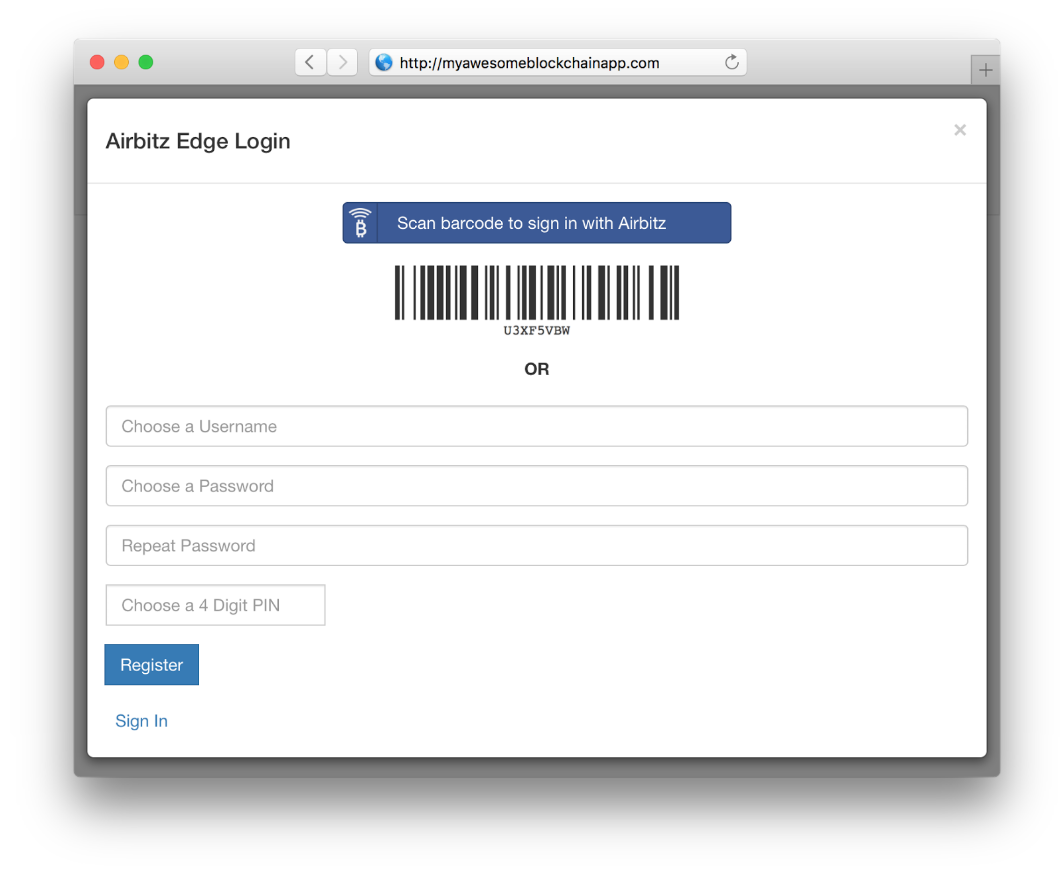 http://myawesomeblockchainapp.com
Airbitz Edge Login
Scan barcode to sign in with Airbitz
U3XF5VBW
OR
Choose a Username
Choose a Password
Repeat Password
Choose a 4 Digit PIN
Register
Sign In